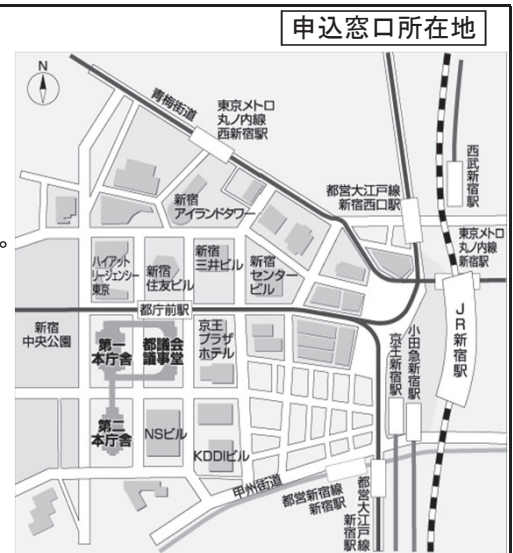 申込窓口所在地
N
青梅街道
東京メトロ
丸ノ内線
西新宿駅
西武新宿駅
都営大江戸線
新宿西口駅
新宿
アイランドタワー
東京メトロ
丸ノ内線
新宿駅
。
ハイアット
リージェンシー
東京
新宿
住友ビル
新宿
三井ビル
新宿
センター
ビル
都庁前駅
JR新宿駅
新宿
中央公園
第一
本庁舎
都議会
議事堂
京王
プラザ
ホテル
小田急新宿駅
京王新宿駅
第二
本庁舎
NSビル
KDDIビル
甲州街道
都営新宿線
新宿駅
都営大江戸線
新宿駅